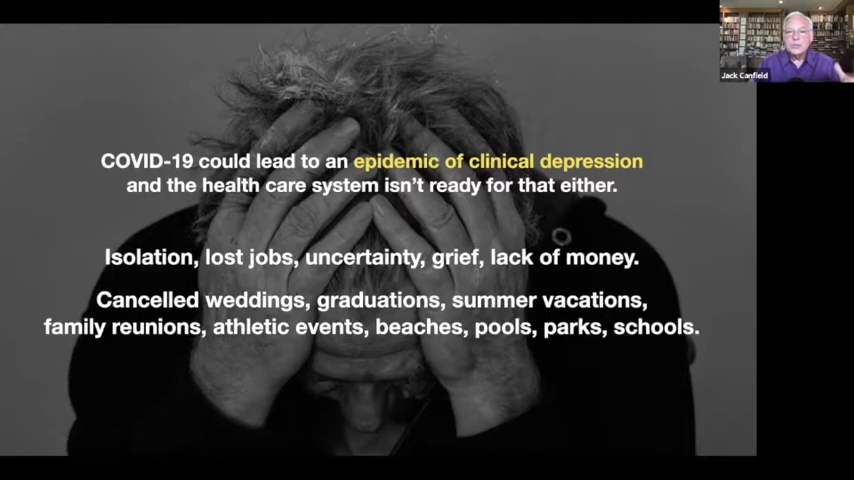 Jack Canfield
COVID-19 could lead to an epidemic of clinical depression
and the health care system isn't ready for that either.
Isolation, lost jobs, uncertainty, grief, lack of money.
Cancelled weddings, graduations, summer vacations,
family reunions, athletic events, beaches, pools, parks, schools.